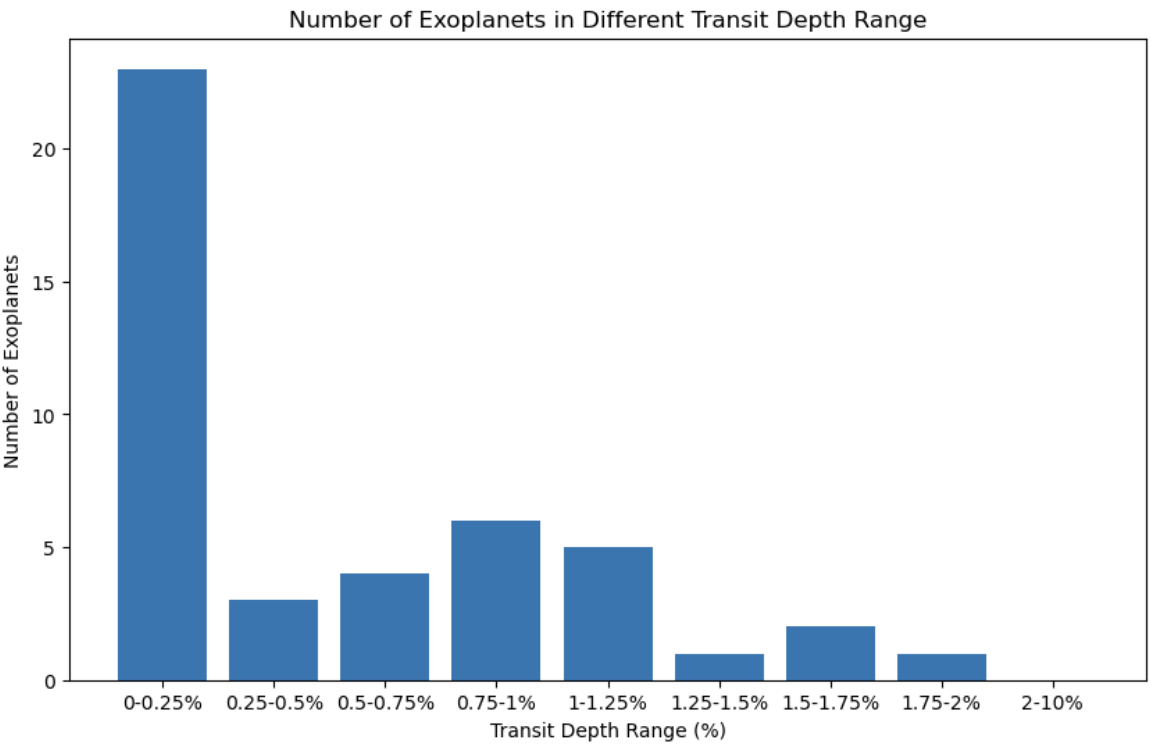 Number of Exoplanets in Different Transit Depth Range
Number of Exoplanets
20
15
10
5
0
0-0.25% 0.25-0.5% 0.5-0.75% 0.75-1% 1-1.25% 1.25-1.5% 1.5-1.75% 1.75-2% 2-10%
Transit Depth Range (%)